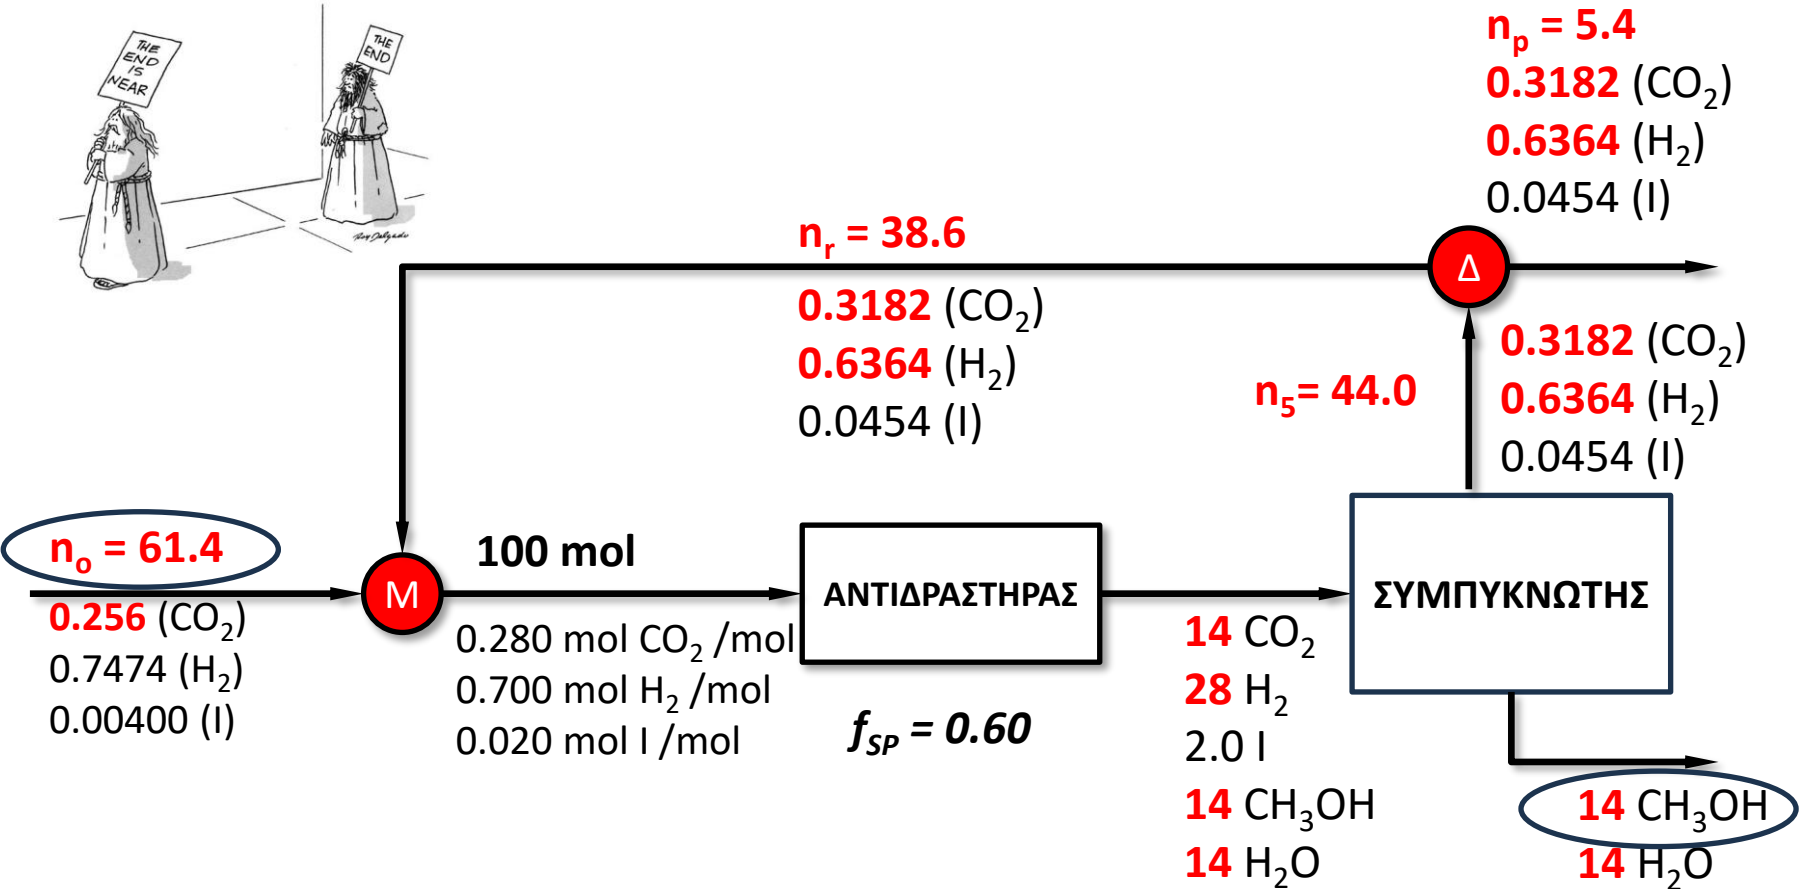 THE
END
IS
NEAR
THE
END
Roy Delgado
n_p = 5.4
0.3182 (CO₂)
0.6364 (H₂)
0.0454 (I)
n_r = 38.6
0.3182 (CO₂)
0.6364 (H₂)
0.0454 (I)
Δ
n₅= 44.0
0.3182 (CO₂)
0.6364 (H₂)
0.0454 (I)
n_o = 61.4
0.256 (CO₂)
0.7474 (H₂)
0.00400 (I)
M
100 mol
0.280 mol CO₂ /mol
0.700 mol H₂ /mol
0.020 mol I /mol
ΑΝΤΙΔΡΑΣΤΗΡΑΣ
f_SP = 0.60
14 CO₂
28 H₂
2.0 I
14 CH₃OH
14 H₂O
ΣΥΜΠΥΚΝΩΤΗΣ
14 CH₃OH
14 H₂O